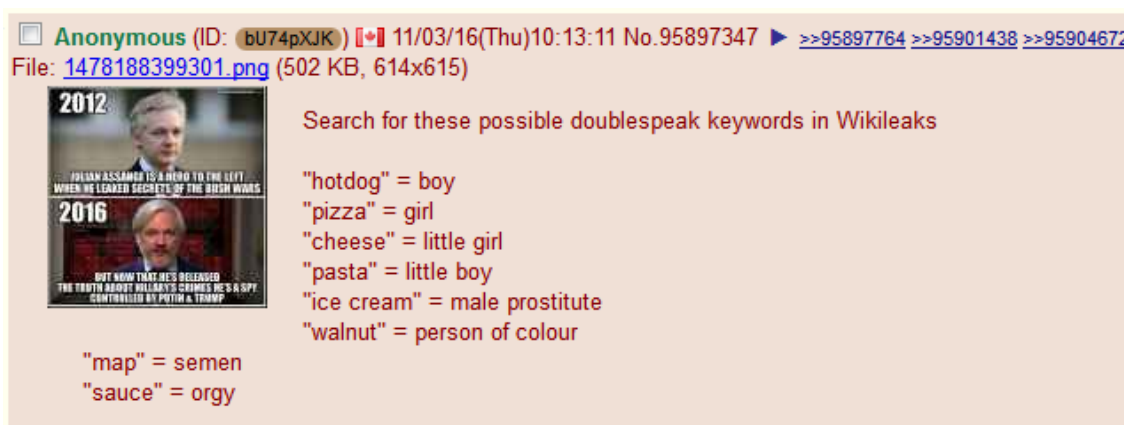 Anonymous (ID: bU74pXJK) 11/03/16(Thu)10:13:11 No.95897347 ▶ >>95897764 >>95901438 >>95904672
File: 1478188399301.png (502 KB, 614x615)
2012
JULIAN ASSANGE IS A HERO TO THE LEFT
WHEN HE LEAKED SECRETS OF THE BUSH WARS
2016
BUT NOW THAT HE'S RELEASED
THE TRUTH ABOUT HILLARY'S CRIMES HE'S A SPY
CONTROLLED BY PUTIN & TRUMP
Search for these possible doublespeak keywords in Wikileaks
"hotdog" = boy
"pizza" = girl
"cheese" = little girl
"pasta" = little boy
"ice cream" = male prostitute
"walnut" = person of colour
"map" = semen
"sauce" = orgy